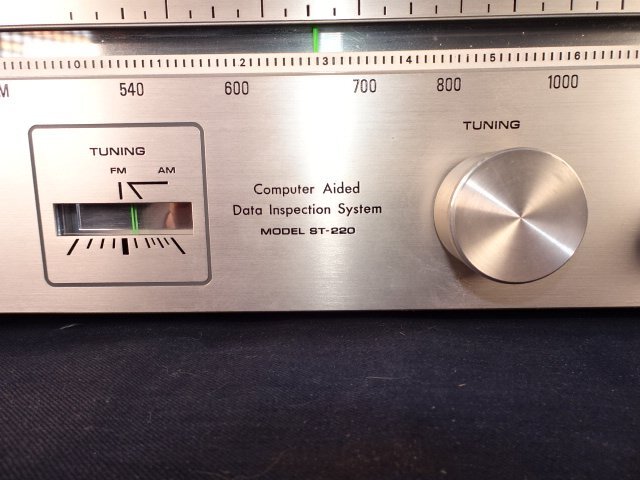 0 1 2 3 4 5 6
M 540 600 700 800 1000
TUNING
FM AM
Computer Aided
Data Inspection System
MODEL ST-220
TUNING